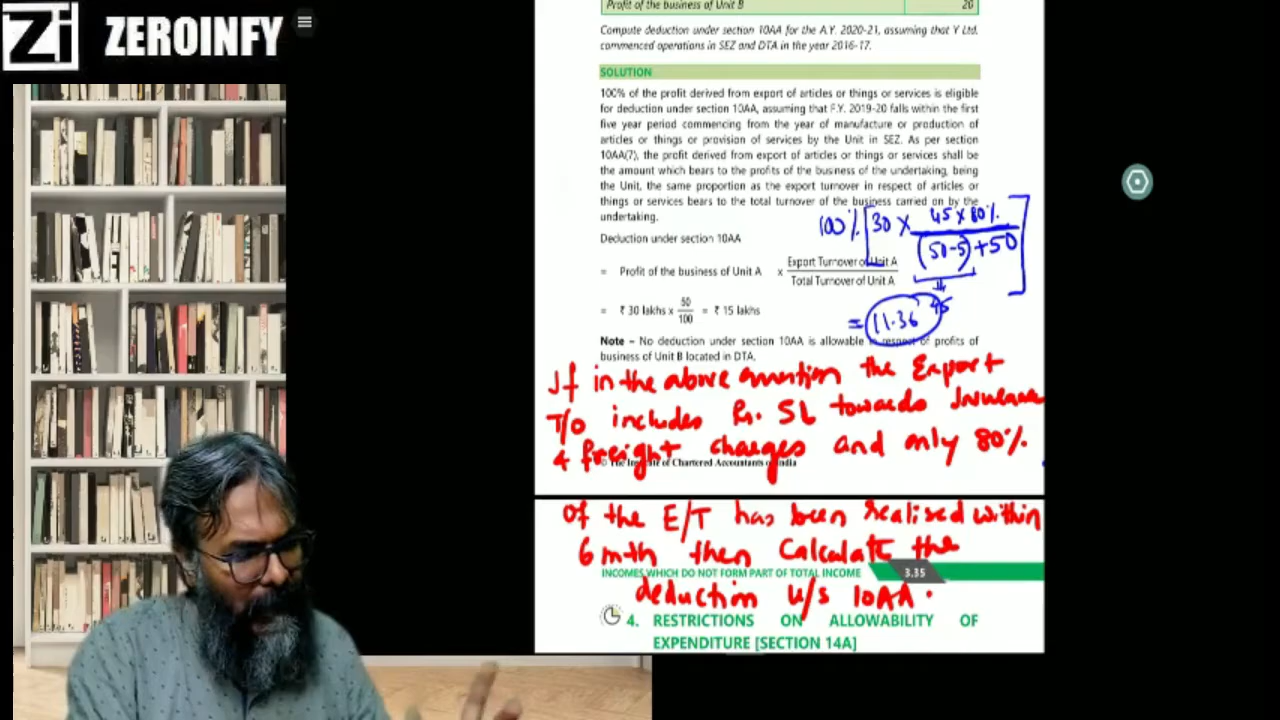 Zi ZEROINFY
Profit of the business of Unit B 20
Compute deduction under section 10AA for the A.Y. 2020-21, assuming that Y Ltd.
commenced operations in SEZ and DTA in the year 2016-17.
SOLUTION
100% of the profit derived from export of articles or things or services is eligible
for deduction under section 10AA, assuming that F.Y. 2019-20 falls within the first
five year period commencing from the year of manufacture or production of
articles or things or provision of services by the Unit in SEZ. As per section
10AA(7), the profit derived from export of articles or things or services shall be
the amount which bears to the profits of the business of the undertaking, being
the Unit, the same proportion as the export turnover in respect of articles or
things or services bears to the total turnover of the business carried on by the
undertaking.
100% [30 × 45 × 80%
(50-5) + 50]
45
= 11.36
Deduction under section 10AA
= Profit of the business of Unit A × Export Turnover of Unit A
Total Turnover of Unit A
= ₹ 30 lakhs x 50/100 = ₹ 15 lakhs
Note – No deduction under section 10AA is allowable in respect of profits of
business of Unit B located in DTA.
If in the above question the Export
T/O includes Rs. 5L towards Insurance
& freight charges and only 80%
© The Institute of Chartered Accountants of India
of the E/T has been realised within
6 mth then Calculate the
INCOMES WHICH DO NOT FORM PART OF TOTAL INCOME 3.35
deduction u/s 10AA.
4. RESTRICTIONS ON ALLOWABILITY OF
EXPENDITURE [SECTION 14A]